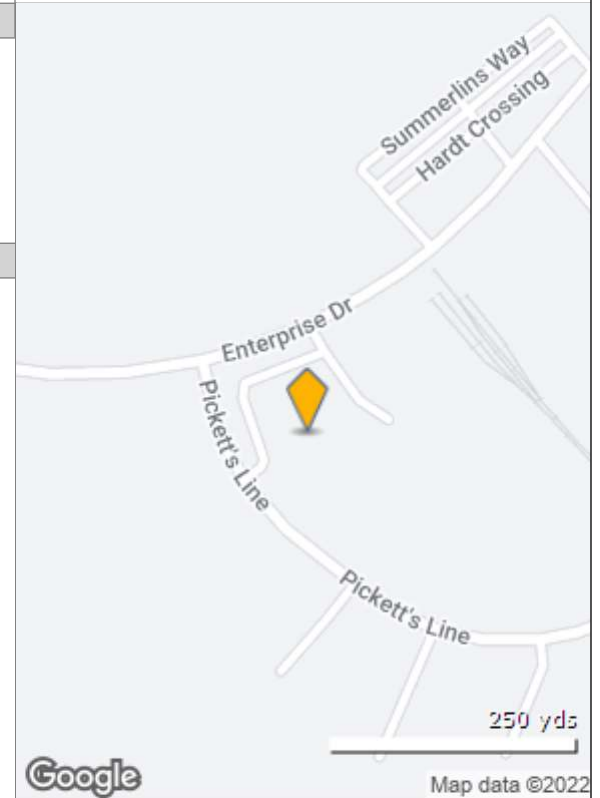 Summerlins Way
Hardt Crossing
Enterprise Dr
Pickett's Line
Pickett's Line
250 yds
Google
Map data ©2022